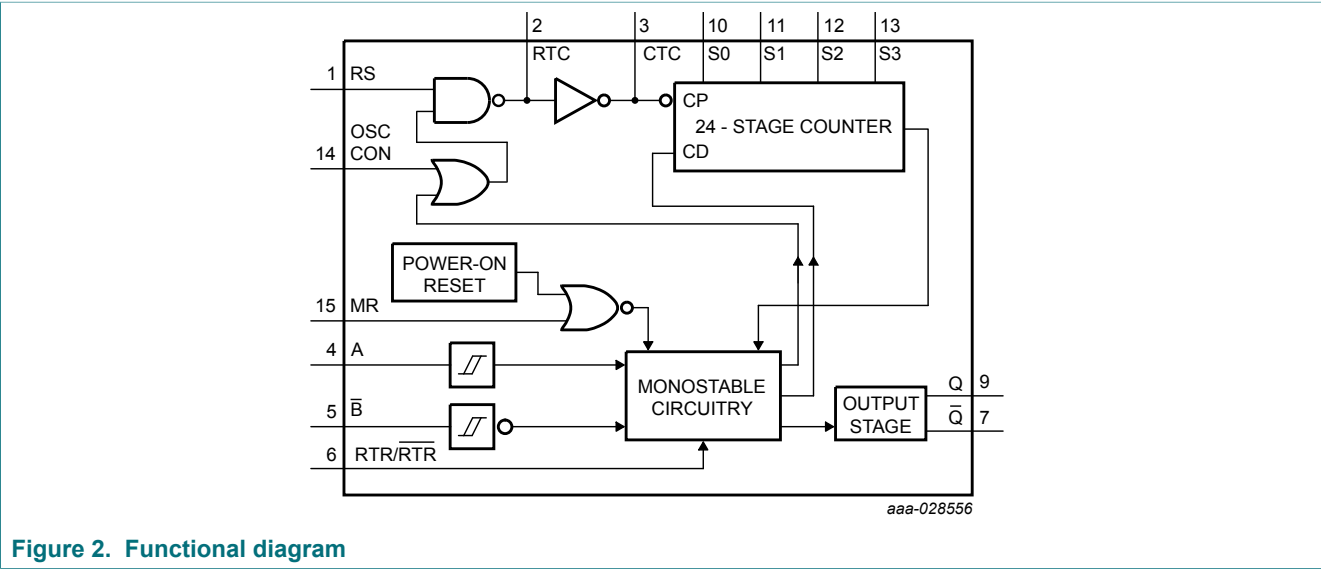 2 3 10 11 12 13
RTC CTC S0 S1 S2 S3
1 RS
CP
24 - STAGE COUNTER
CD
OSC
14 CON
POWER-ON
RESET
15 MR
4 A
MONOSTABLE
CIRCUITRY
Q 9
OUTPUT
STAGE
Q̅ 7
5 B̅
6 RTR/R̅T̅R̅
aaa-028556
Figure 2. Functional diagram